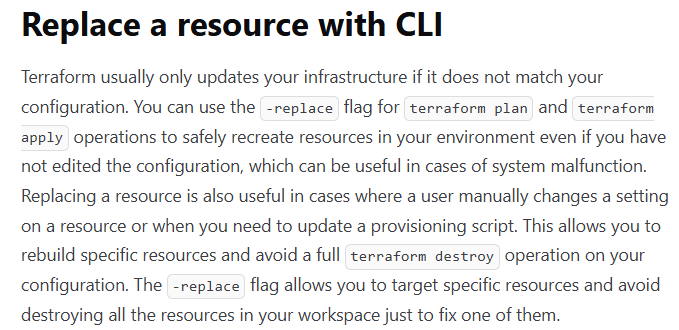 Replace a resource with CLI
Terraform usually only updates your infrastructure if it does not match your
configuration. You can use the -replace flag for terraform plan and terraform
apply operations to safely recreate resources in your environment even if you have
not edited the configuration, which can be useful in cases of system malfunction.
Replacing a resource is also useful in cases where a user manually changes a setting
on a resource or when you need to update a provisioning script. This allows you to
rebuild specific resources and avoid a full terraform destroy operation on your
configuration. The -replace flag allows you to target specific resources and avoid
destroying all the resources in your workspace just to fix one of them.